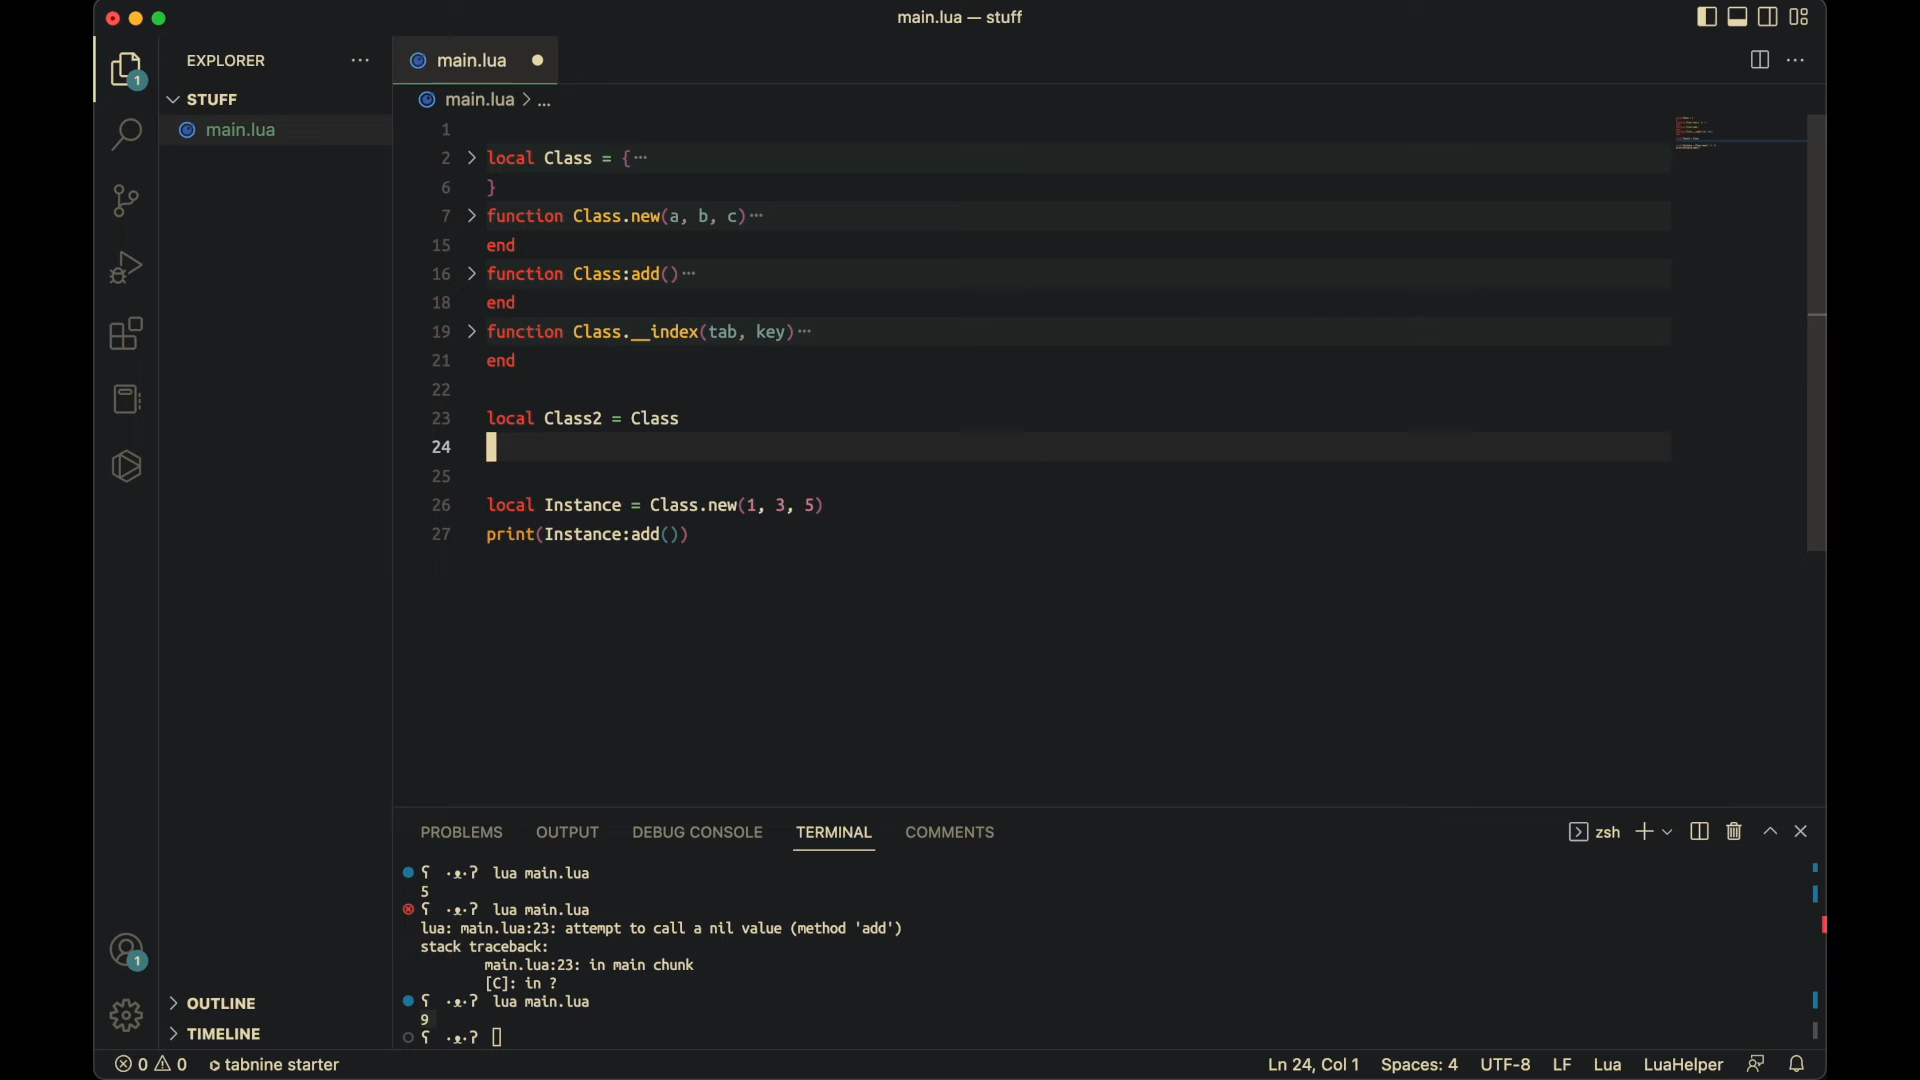 main.lua — stuff
EXPLORER
main.lua
1
STUFF
main.lua > ...
main.lua
1
2 local Class = {
6 }
7 function Class.new(a, b, c)
15 end
16 function Class:add()
18 end
19 function Class.__index(tab, key)
21 end
22
23 local Class2 = Class
24
25
26 local Instance = Class.new(1, 3, 5)
27 print(Instance:add())
PROBLEMS OUTPUT DEBUG CONSOLE TERMINAL COMMENTS
zsh
ʕ ·ᴥ·ʔ lua main.lua
5
ʕ ·ᴥ·ʔ lua main.lua
lua: main.lua:23: attempt to call a nil value (method 'add')
stack traceback:
main.lua:23: in main chunk
[C]: in ?
ʕ ·ᴥ·ʔ lua main.lua
9
ʕ ·ᴥ·ʔ
1
OUTLINE
TIMELINE
0 0 tabnine starter
Ln 24, Col 1 Spaces: 4 UTF-8 LF Lua LuaHelper